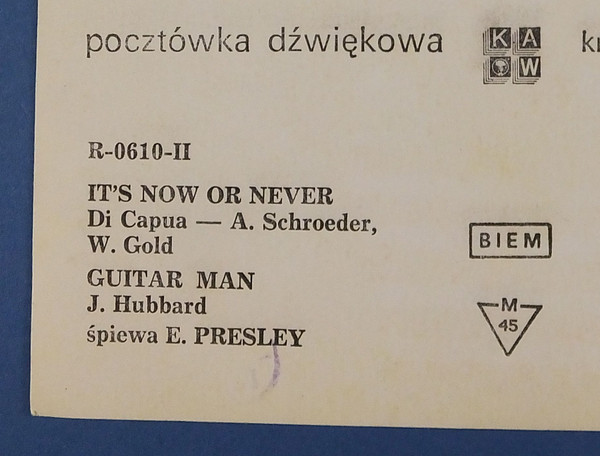 pocztówka dźwiękowa
K A
W
R-0610-II
IT'S NOW OR NEVER
Di Capua — A. Schroeder,
W. Gold
BIEM
GUITAR MAN
J. Hubbard
M
45
śpiewa E. PRESLEY